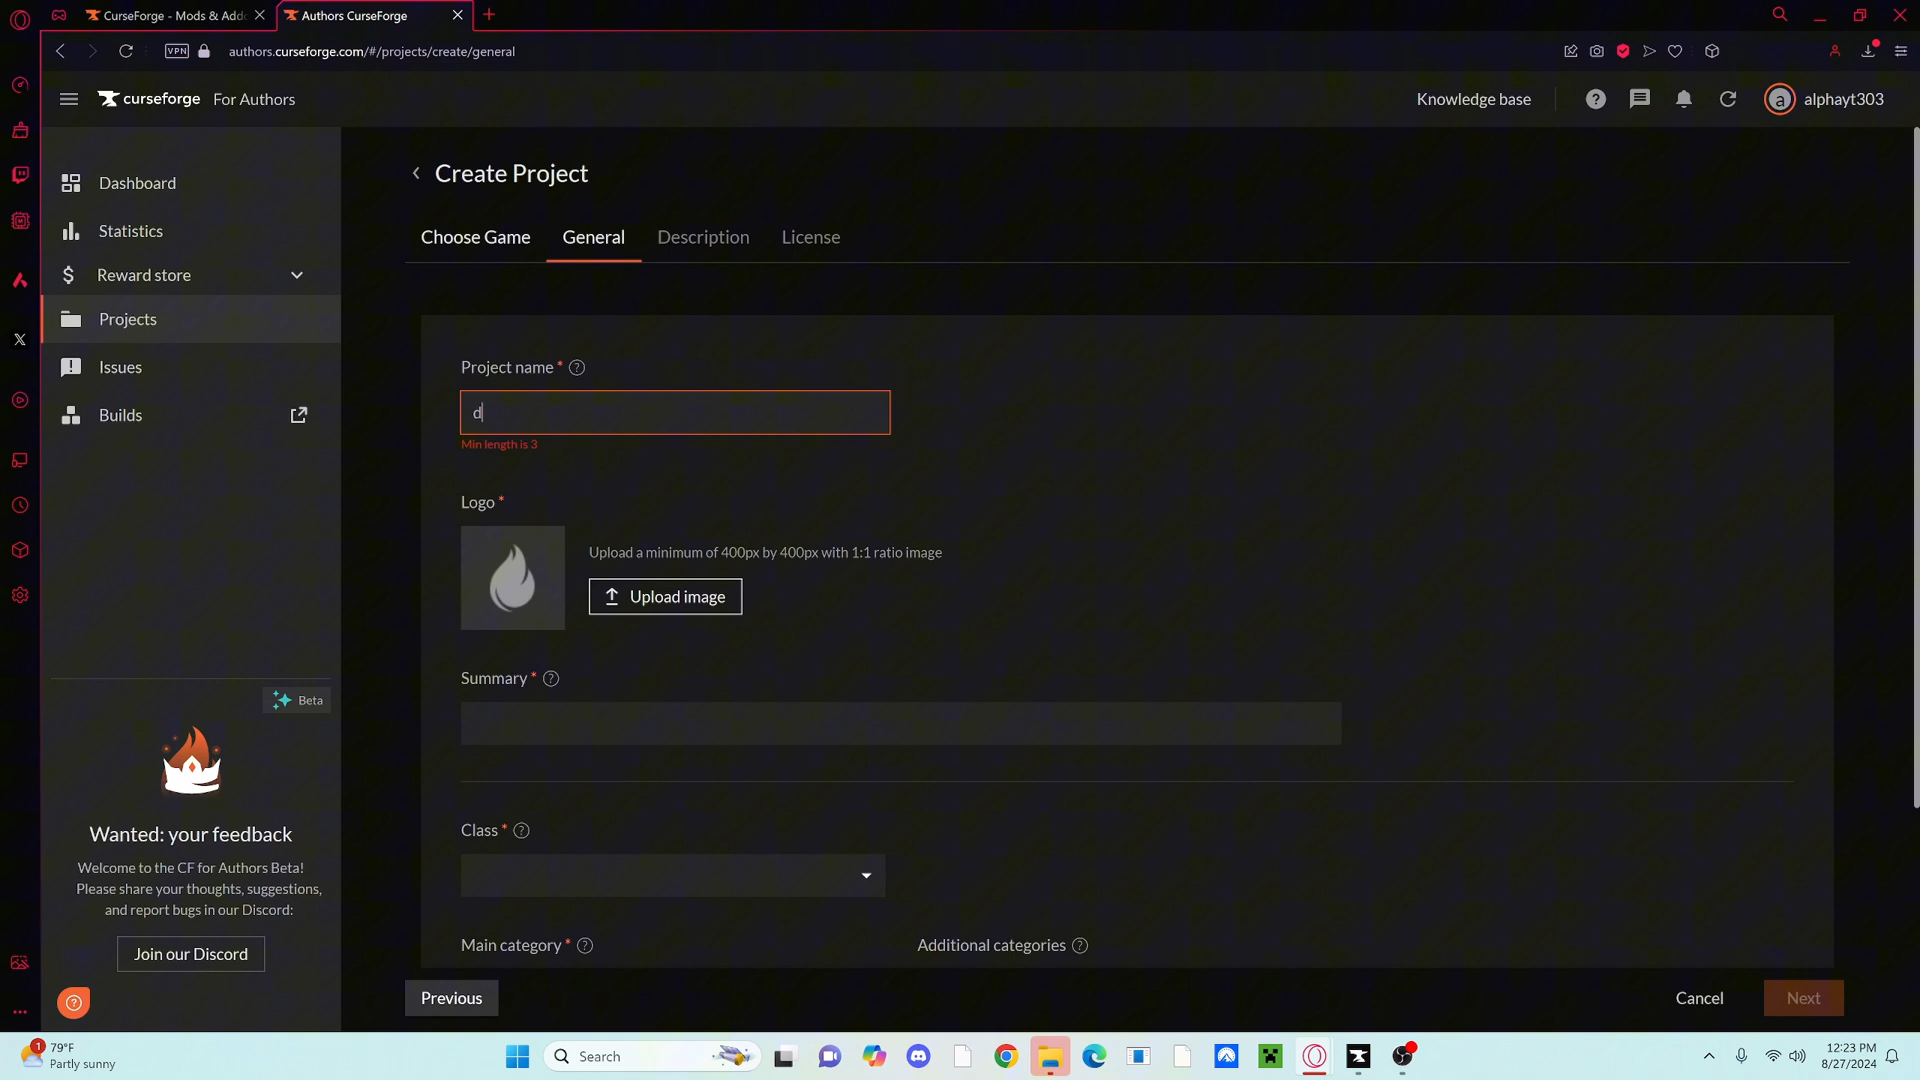 CurseForge - Mods & Add
Authors CurseForge
VPN
authors.curseforge.com/#/projects/create/general
curseforge For Authors
Knowledge base
a
alphayt303
Dashboard
Statistics
Reward store
Projects
Issues
Builds
Create Project
Choose Game
General
Description
License
Project name *
d
Min length is 3
Logo *
Upload a minimum of 400px by 400px with 1:1 ratio image
Upload image
Summary *
Class *
Main category *
Additional categories
Beta
Wanted: your feedback
Welcome to the CF for Authors Beta!
Please share your thoughts, suggestions,
and report bugs in our Discord:
Join our Discord
Previous
Cancel
Next
1
79°F
Partly sunny
Search
12:23 PM
8/27/2024